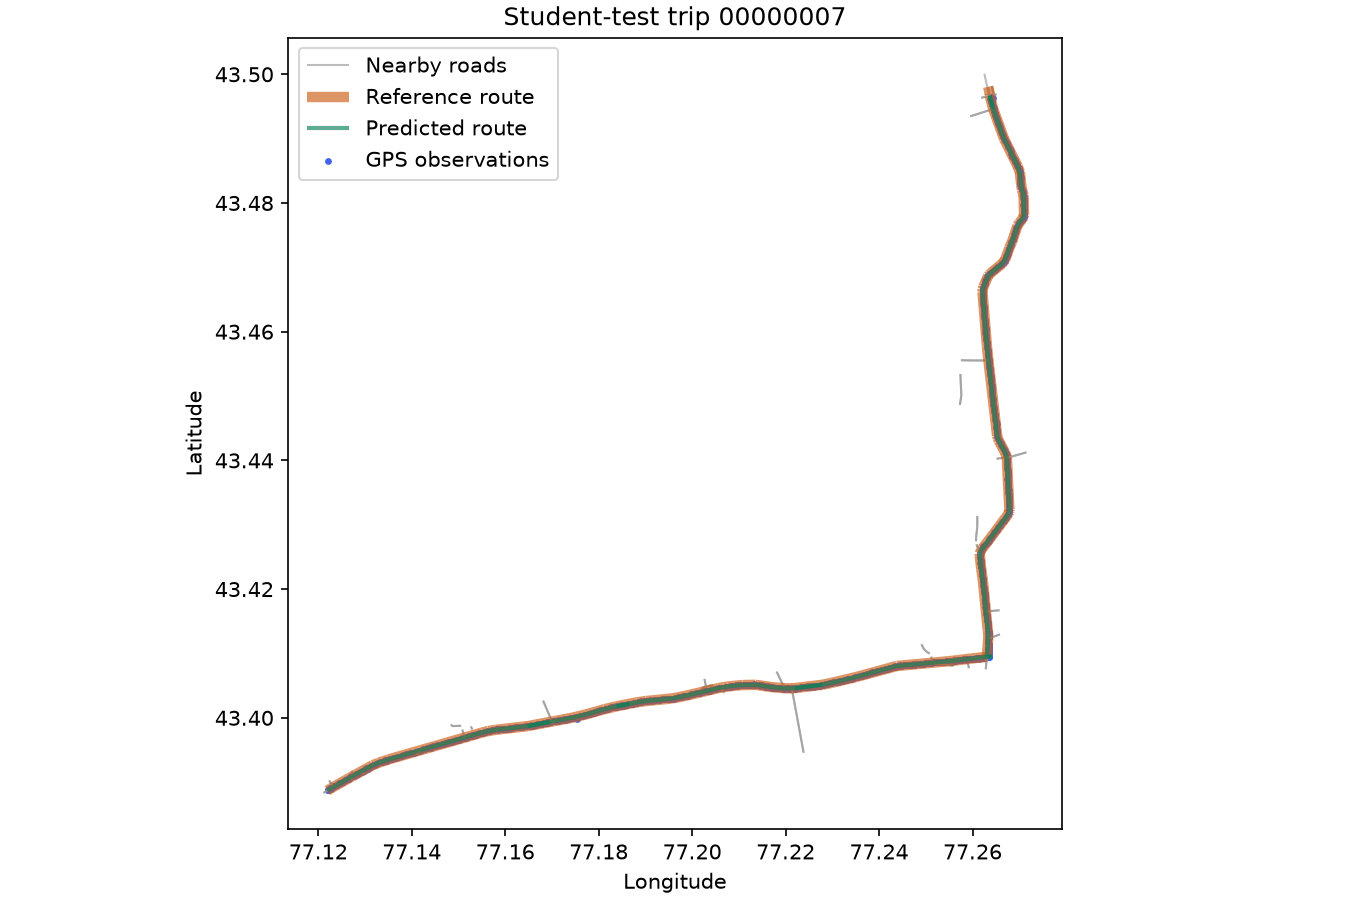 Student-test trip 00000007
Nearby roads
Reference route
Predicted route
GPS observations
43.50
43.48
43.46
43.44
43.42
43.40
Latitude
77.12 77.14 77.16 77.18 77.20 77.22 77.24 77.26
Longitude